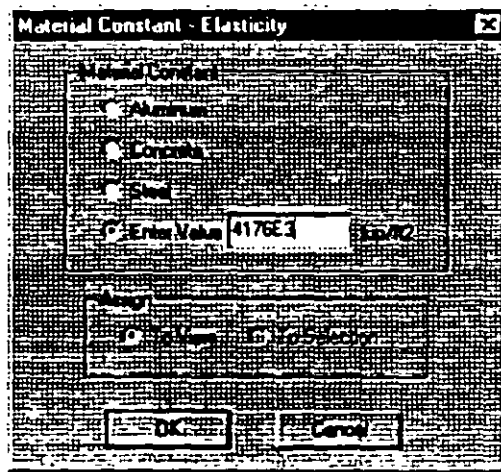 Material Constant - Elasticity
Material Constant
Aluminum
Concrete
Steel
Enter Value 4176E3 kip/ft2
Assign
To View To Selection
OK Cancel